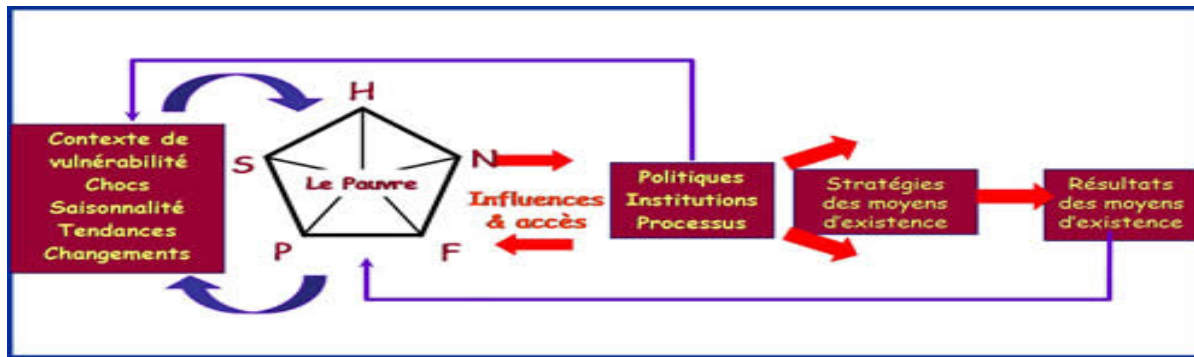 Contexte de
vulnérabilité
Chocs
Saisonnalité
Tendances
Changements
H
S
N
Le Pauvre
P
F
Influences
& accès
Politiques
Institutions
Processus
Stratégies
des moyens
d'existence
Résultats
des moyens
d'existence